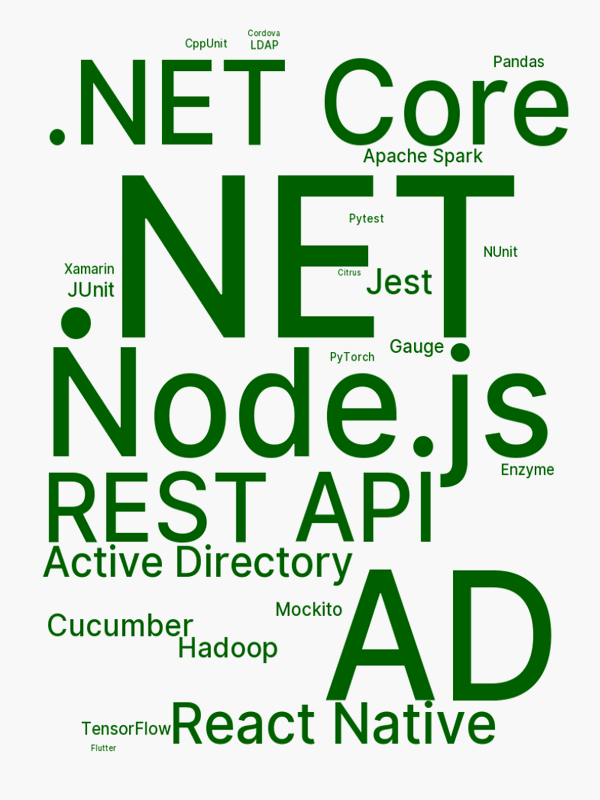 Cordova
CppUnit
LDAP
.NET Core
Pandas
Apache Spark
.NET
Pytest
NUnit
Xamarin
Citrus
Jest
JUnit
Gauge
PyTorch
Node.js
Enzyme
REST API
Active Directory
AD
Mockito
Cucumber
Hadoop
React Native
TensorFlow
Flutter